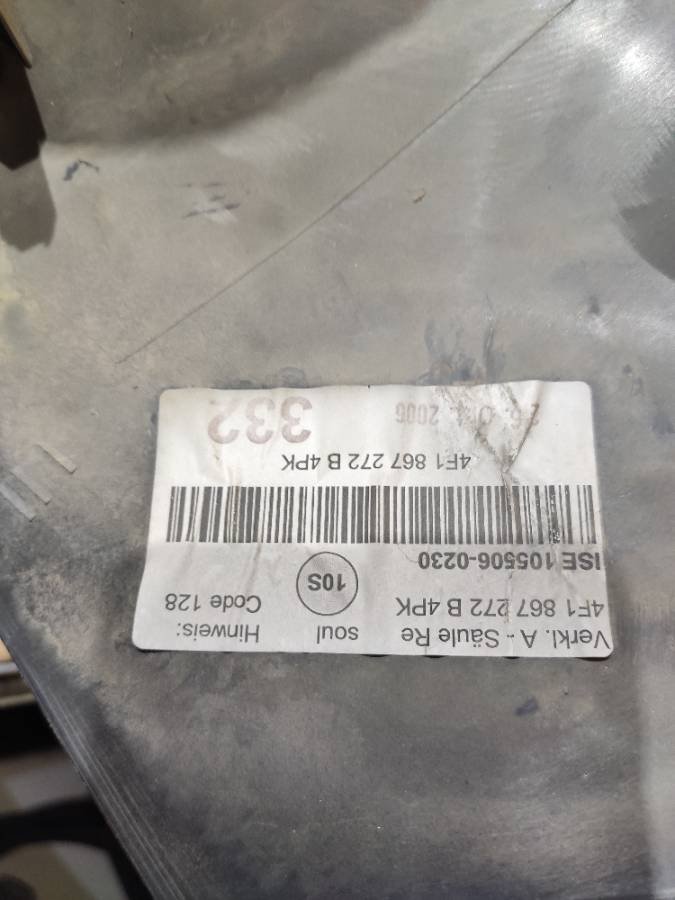 Verkl. A - Säule Re soul Hinweis:
4F1 867 272 B 4PK 10S Code 128
ISE 105506-0230
4F1 867 272 B 4PK
2006 332